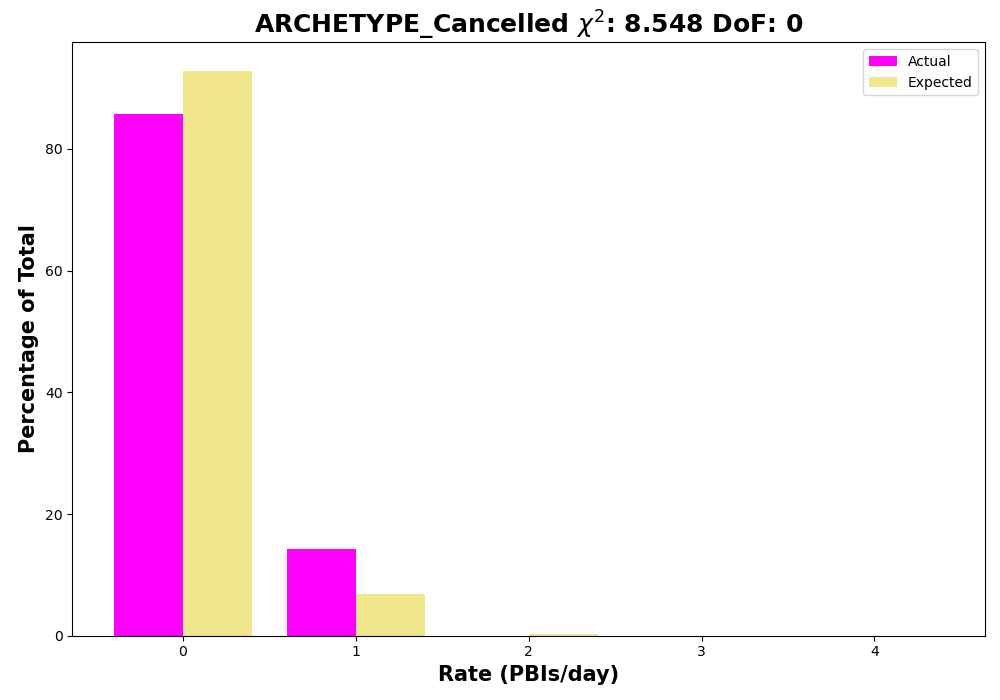 ARCHETYPE_Cancelled χ²: 8.548 DoF: 0
Actual
Expected
Percentage of Total
80
60
40
20
0
0 1 2 3 4
Rate (PBIs/day)